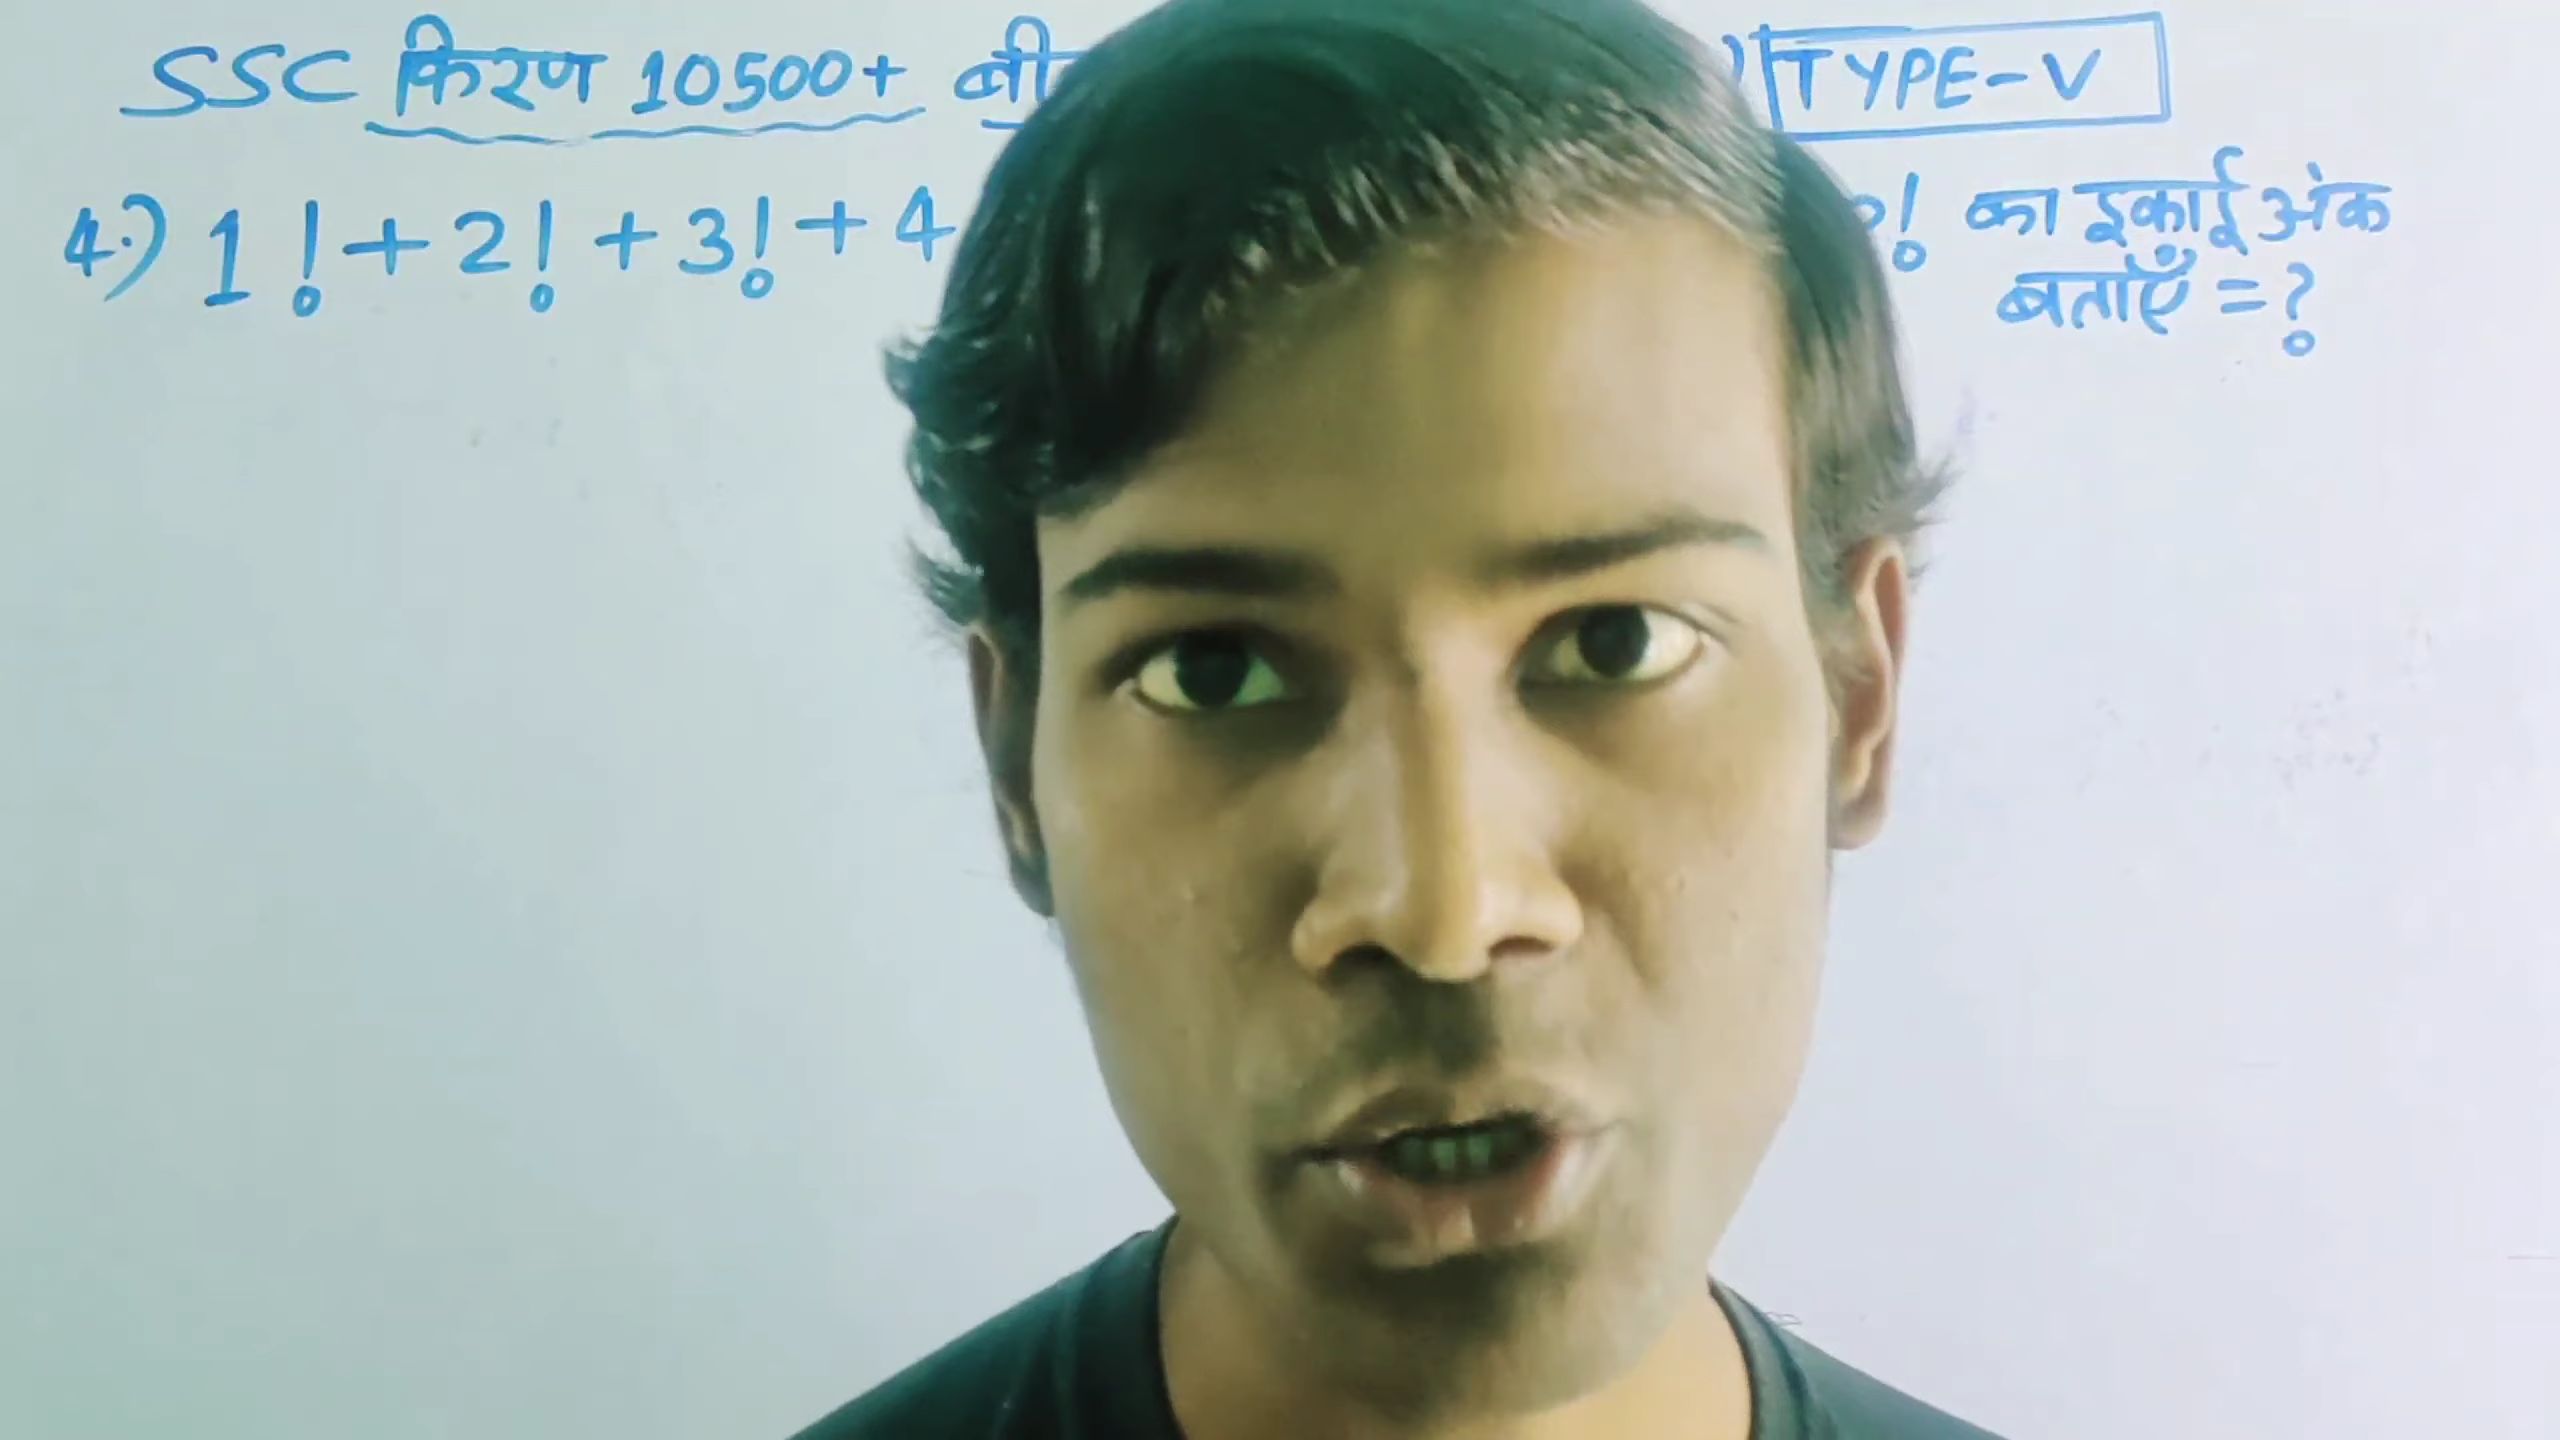 SSC किरण 10500+ TYPE-V
4.) 1! + 2! + 3! + 4 ! का इकाई अंक
बताएँ = ?